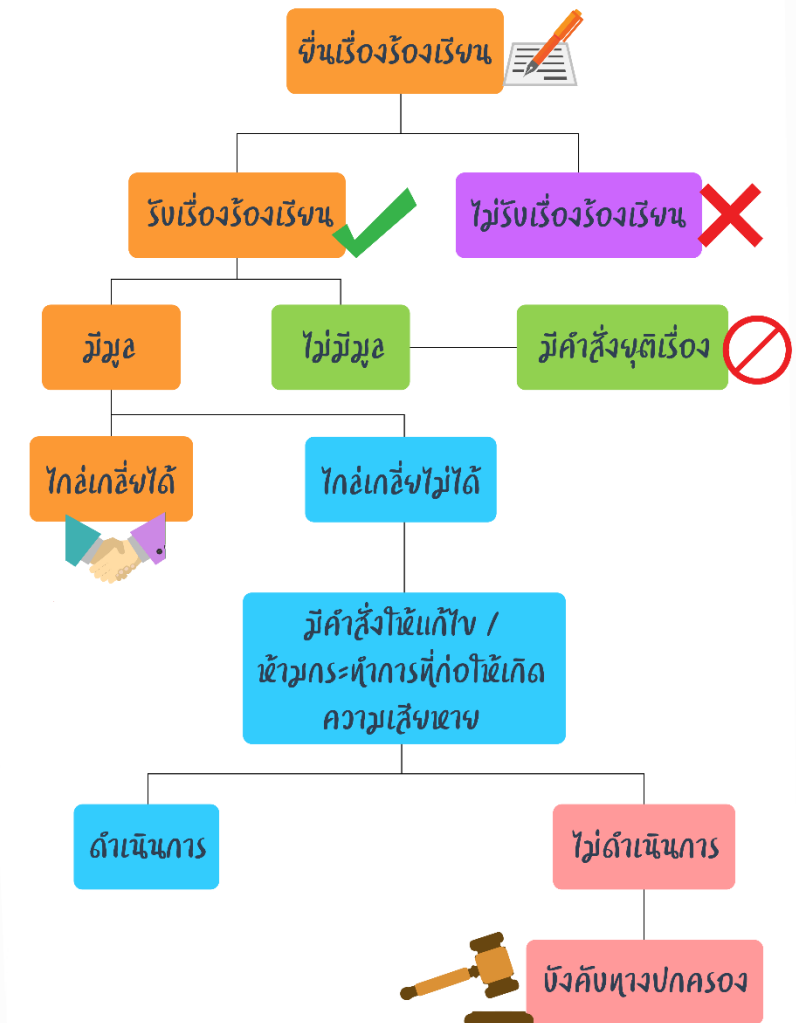 ยื่นเรื่องร้องเรียน
รับเรื่องร้องเรียน
ไม่รับเรื่องร้องเรียน
มีมูล
ไม่มีมูล
มีคำสั่งยุติเรื่อง
ไกล่เกลี่ยได้
ไกล่เกลี่ยไม่ได้
มีคำสั่งให้แก้ไข /
ห้ามกระทำการที่ก่อให้เกิด
ความเสียหาย
ดำเนินการ
ไม่ดำเนินการ
บังคับทางปกครอง